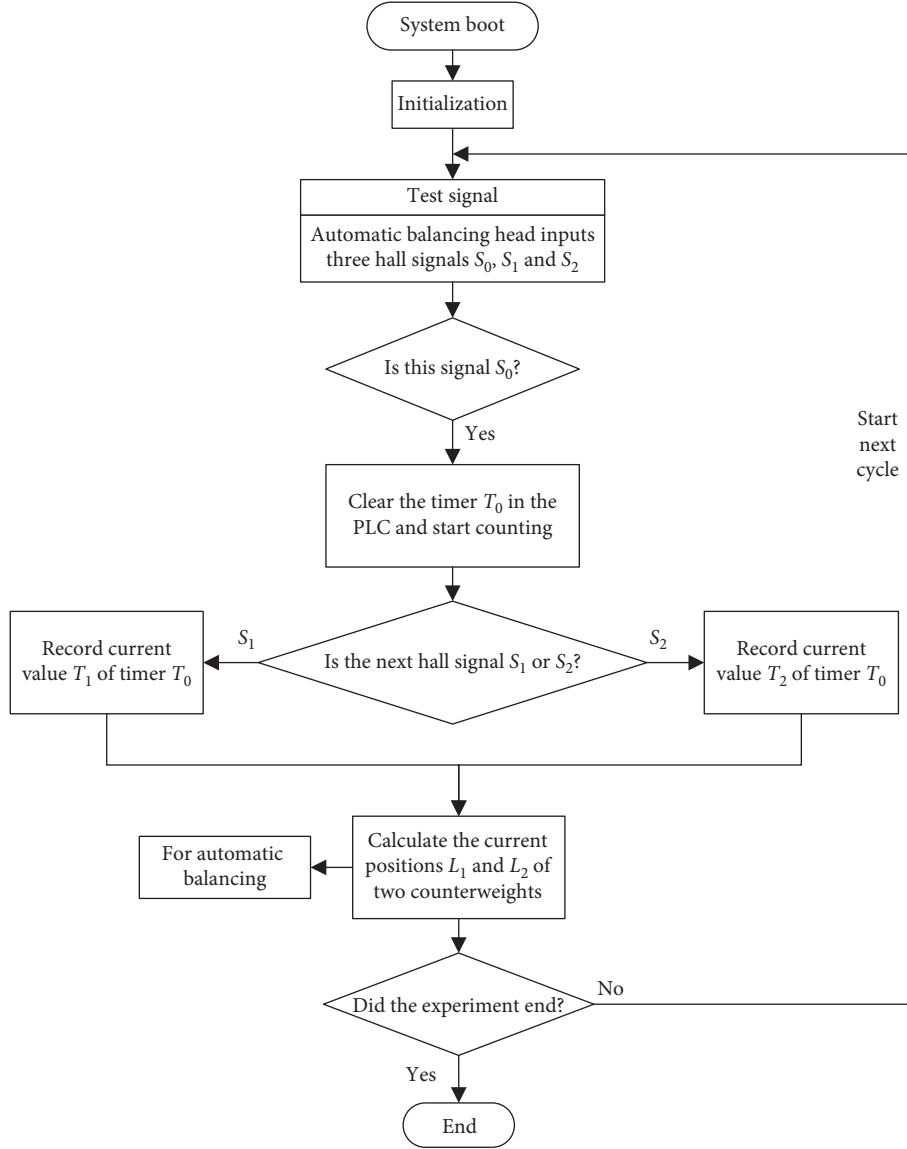 System boot
Initialization
Test signal
Automatic balancing head inputs
three hall signals S₀, S₁ and S₂
Is this signal S₀?
Yes
Start
next
cycle
Clear the timer T₀ in the
PLC and start counting
S₁
S₂
Record current
value T₁ of timer T₀
Is the next hall signal S₁ or S₂?
Record current
value T₂ of timer T₀
For automatic
balancing
Calculate the current
positions L₁ and L₂ of
two counterweights
Did the experiment end?
No
Yes
End